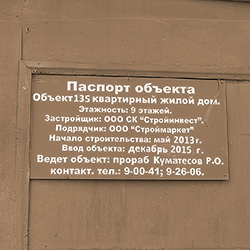 Паспорт объекта
Объект135 квартирный жилой дом.
Этажность: 9 этажей.
Застройщик: ООО СК “Стройинвест”.
Подрядчик: ООО “Строймаркет”
Начало строительства: май 2013г.
Ввод объекта: декабрь 2015 г.
Ведет объект: прораб Куматесов Р.О.
контакт. тел.: 9-00-41; 9-26-06.